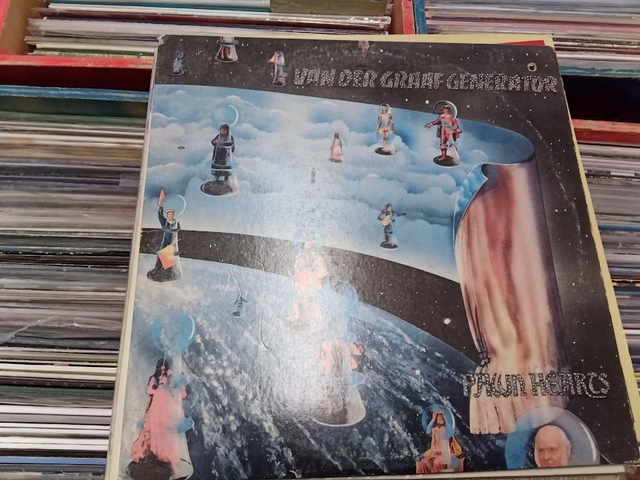 VAN DER GRAAF GENERATOR
PAWN HEARTS